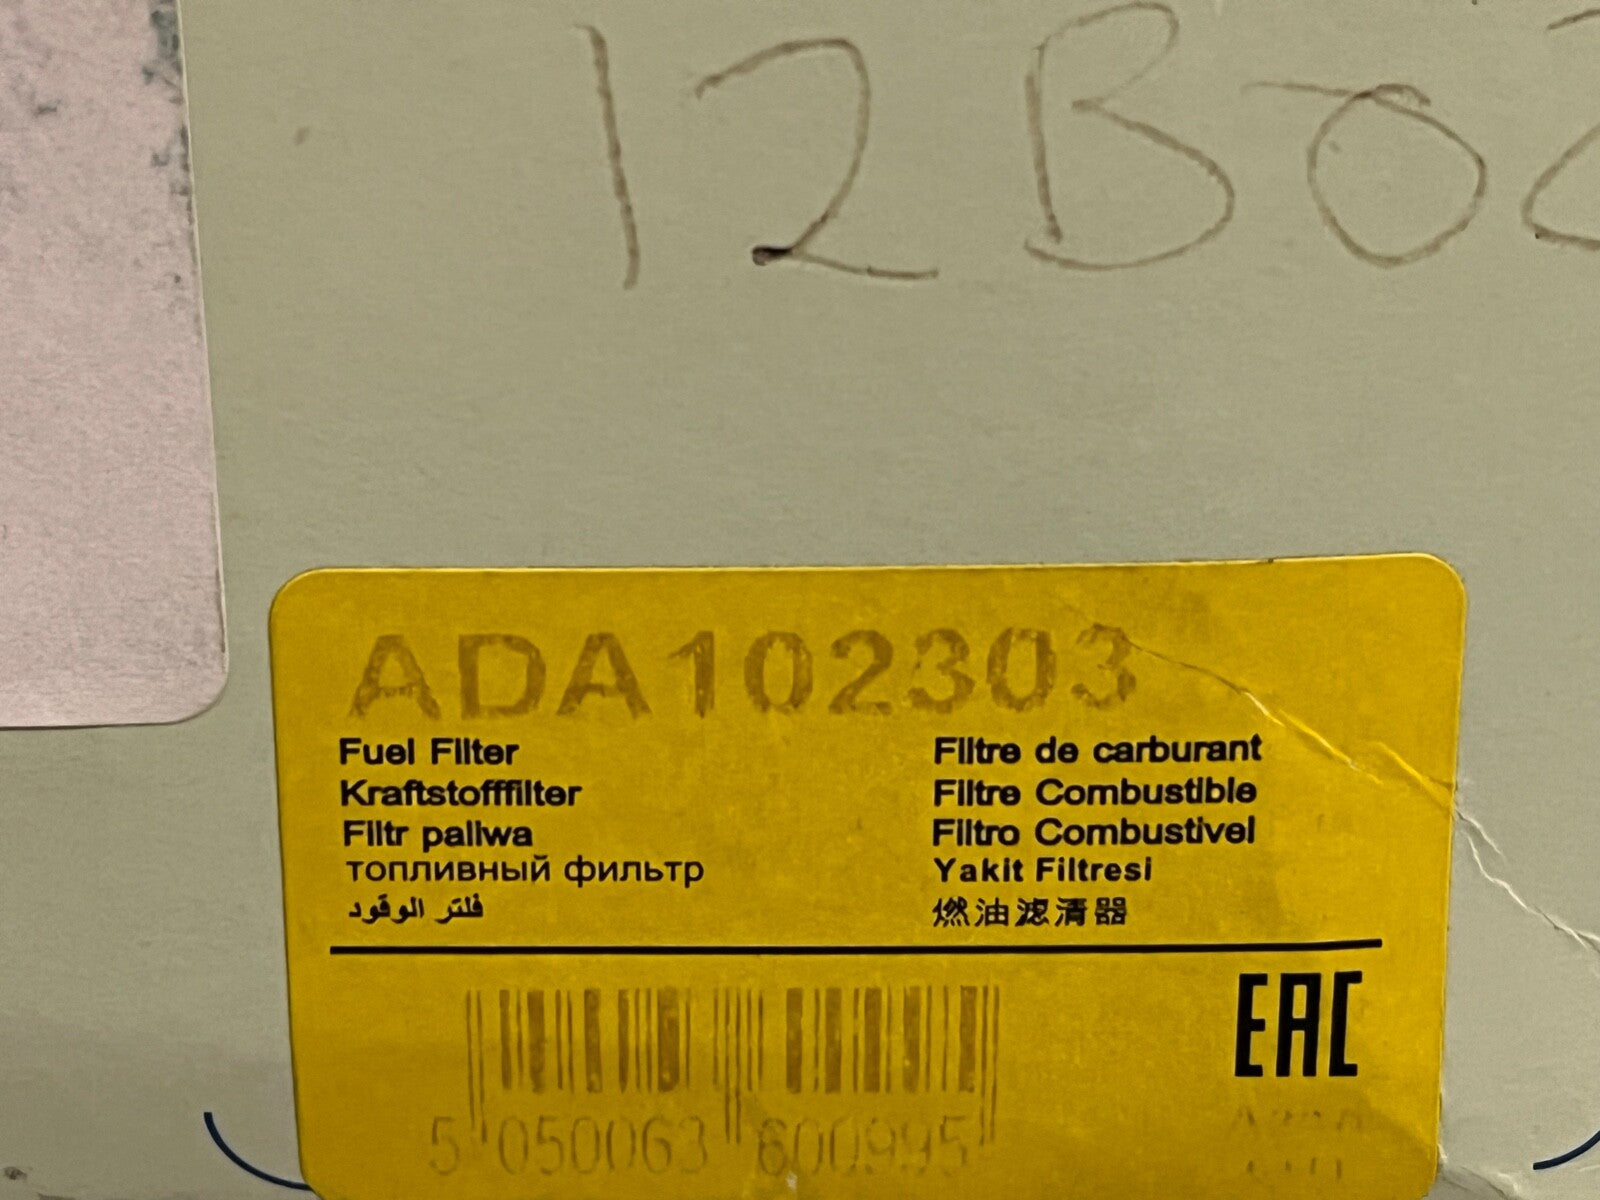 12B0
ADA102303
Fuel Filter
Kraftstofffilter
Filtr paliwa
топливный фильтр
فلتر الوقود
Filtre de carburant
Filtre Combustible
Filtro Combustivel
Yakit Filtresi
燃油滤清器
EAC
5 050063 600995